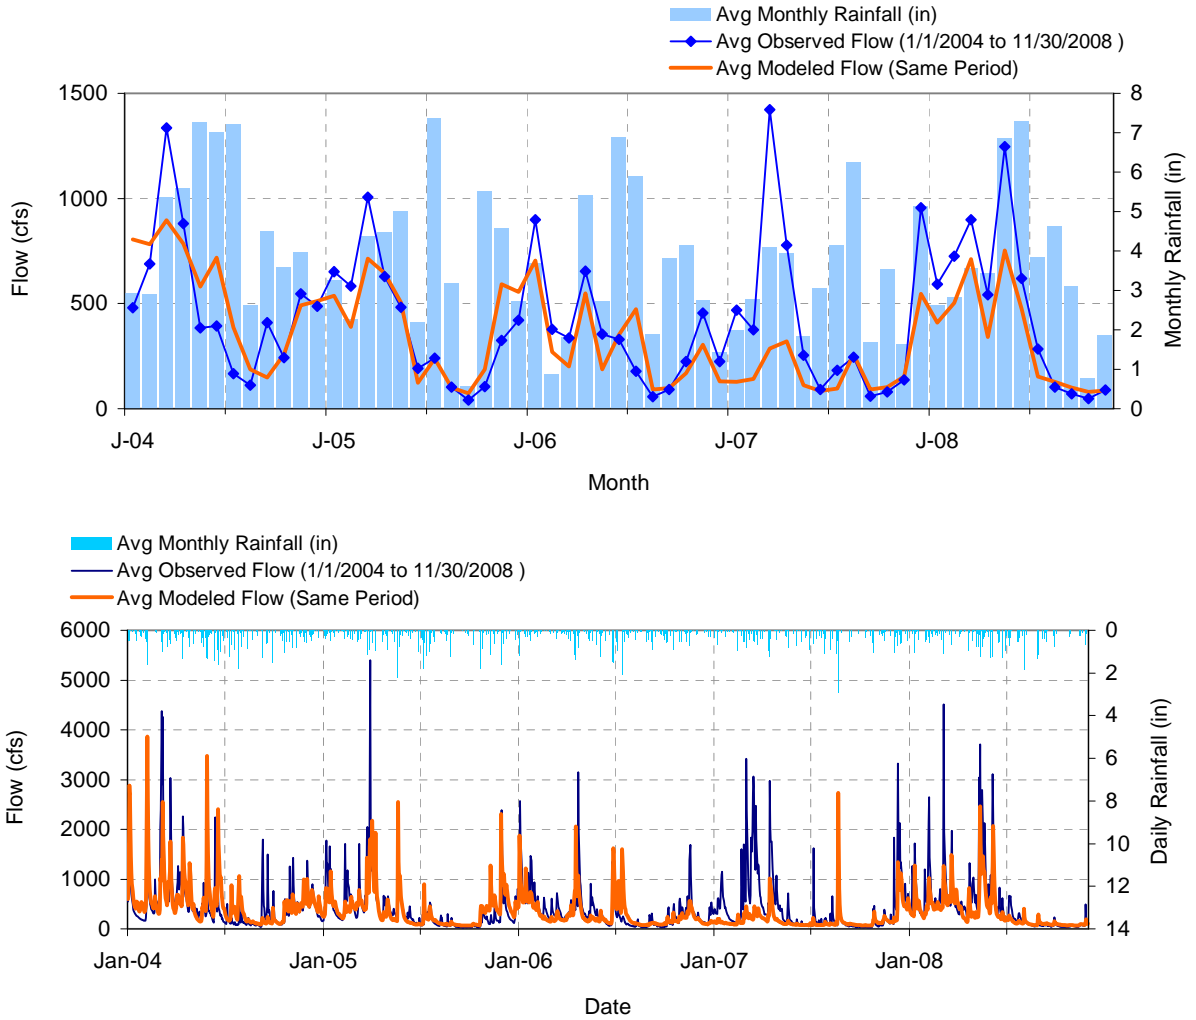 Avg Monthly Rainfall (in)
Avg Observed Flow (1/1/2004 to 11/30/2008 )
Avg Modeled Flow (Same Period)
1500
1000
500
0
Flow (cfs)
8
7
6
5
4
3
2
1
0
Monthly Rainfall (in)
J-04
J-05
J-06
J-07
J-08
Month
Avg Monthly Rainfall (in)
Avg Observed Flow (1/1/2004 to 11/30/2008 )
Avg Modeled Flow (Same Period)
6000
5000
4000
3000
2000
1000
0
Flow (cfs)
0
2
4
6
8
10
12
14
Daily Rainfall (in)
Jan-04
Jan-05
Jan-06
Jan-07
Jan-08
Date